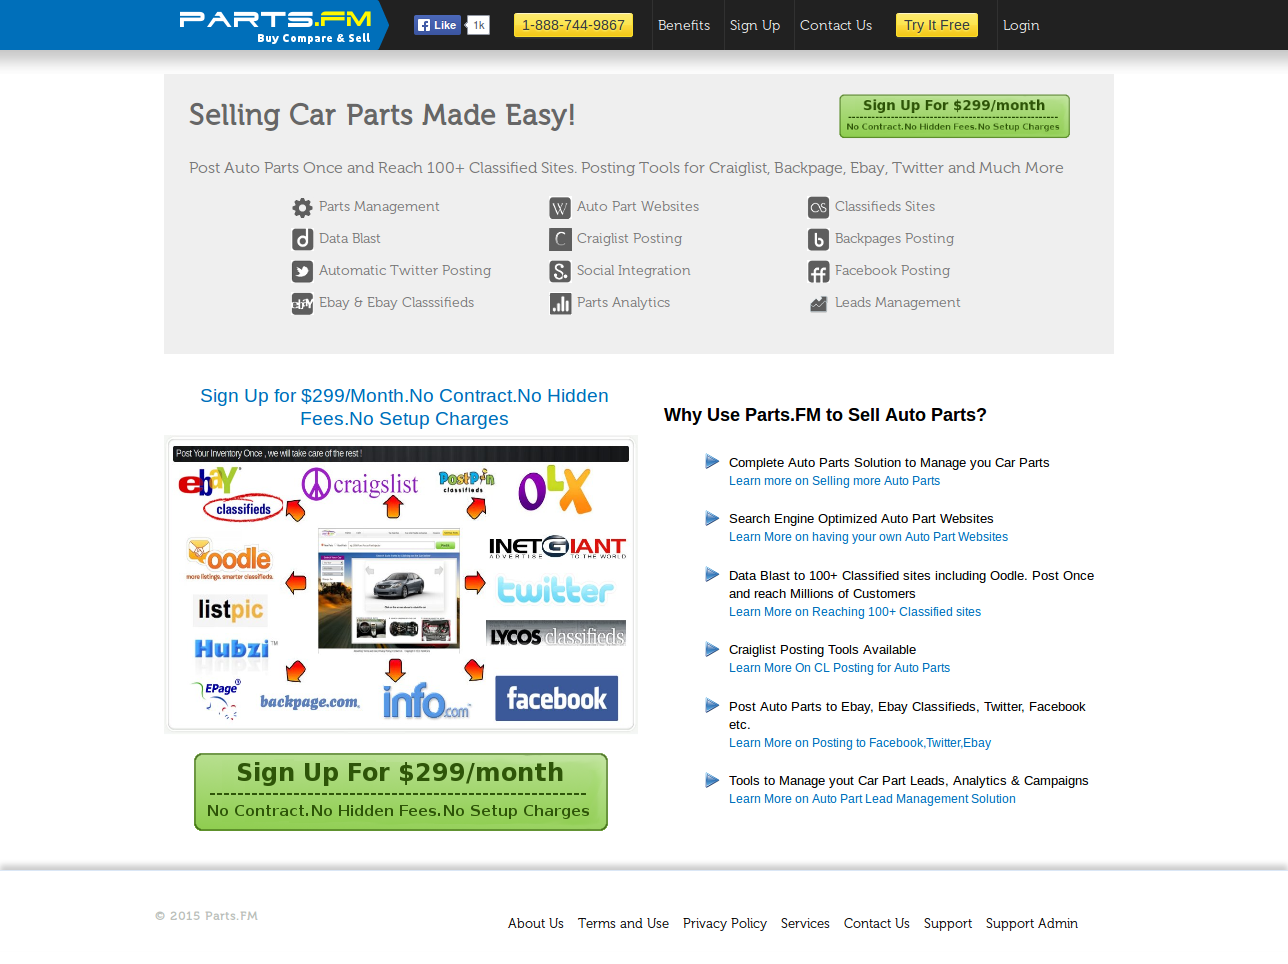 PARTS.FM
Buy Compare & Sell
Like
1k
1-888-744-9867
Benefits
Sign Up
Contact Us
Try It Free
Login
Selling Car Parts Made Easy!
Sign Up For $299/month
No Contract.No Hidden Fees.No Setup Charges
Post Auto Parts Once and Reach 100+ Classified Sites. Posting Tools for Craiglist, Backpage, Ebay, Twitter and Much More
Parts Management
Auto Part Websites
Classifieds Sites
Data Blast
Craiglist Posting
Backpages Posting
Automatic Twitter Posting
Social Integration
Facebook Posting
Ebay & Ebay Classsifieds
Parts Analytics
Leads Management
Sign Up for $299/Month.No Contract.No Hidden
Fees.No Setup Charges
Post Your Inventory Once , we will take care of the rest !
ebay
classifieds
craigslist
PostPin
classifieds
OLX
oodle
more listings. smarter classifieds.
INETGIANT
ADVERTISE TO THE WORLD
twitter
listpic
LYCOS classifieds
Hubzi™
EPage
backpage.com
info.com
facebook
Sign Up For $299/month
No Contract.No Hidden Fees.No Setup Charges
Why Use Parts.FM to Sell Auto Parts?
Complete Auto Parts Solution to Manage you Car Parts
Learn more on Selling more Auto Parts
Search Engine Optimized Auto Part Websites
Learn More on having your own Auto Part Websites
Data Blast to 100+ Classified sites including Oodle. Post Once
and reach Millions of Customers
Learn More on Reaching 100+ Classified sites
Craiglist Posting Tools Available
Learn More On CL Posting for Auto Parts
Post Auto Parts to Ebay, Ebay Classifieds, Twitter, Facebook
etc.
Learn More on Posting to Facebook,Twitter,Ebay
Tools to Manage yout Car Part Leads, Analytics & Campaigns
Learn More on Auto Part Lead Management Solution
© 2015 Parts.FM
About Us
Terms and Use
Privacy Policy
Services
Contact Us
Support
Support Admin